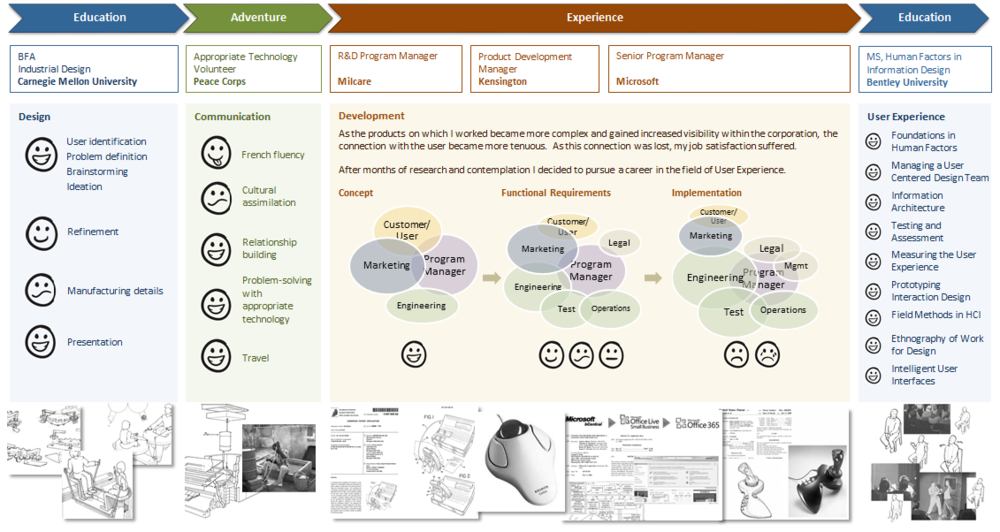 Education
Adventure
Experience
Education
BFA
Industrial Design
Carnegie Mellon University
Appropriate Technology
Volunteer
Peace Corps
R&D Program Manager
Milcare
Product Development
Manager
Kensington
Senior Program Manager
Microsoft
MS, Human Factors in
Information Design
Bentley University
Design
User identification
Problem definition
Brainstorming
Ideation
Refinement
Manufacturing details
Presentation
Communication
French fluency
Cultural
assimilation
Relationship
building
Problem-solving
with
appropriate
technology
Travel
Development
As the products on which I worked became more complex and gained increased visibility within the corporation, the
connection with the user became more tenuous. As this connection was lost, my job satisfaction suffered.
After months of research and contemplation I decided to pursue a career in the field of User Experience.
Concept
Customer/
User
Marketing
Program
Manager
Engineering
Functional Requirements
Customer/
User
Marketing
Legal
Program
Manager
Engineering
Test
Operations
Implementation
Customer/
User
Marketing
Legal
Mgmt
Engineering
Program
Manager
Test
Operations
User Experience
Foundations in
Human Factors
Managing a User
Centered Design Team
Information
Architecture
Testing and
Assessment
Measuring the User
Experience
Prototyping
Interaction Design
Field Methods in HCI
Ethnography of Work
for Design
Intelligent User
Interfaces
FIG.1
FIG.2
Microsoft
Office Live
Small Business
Office 365